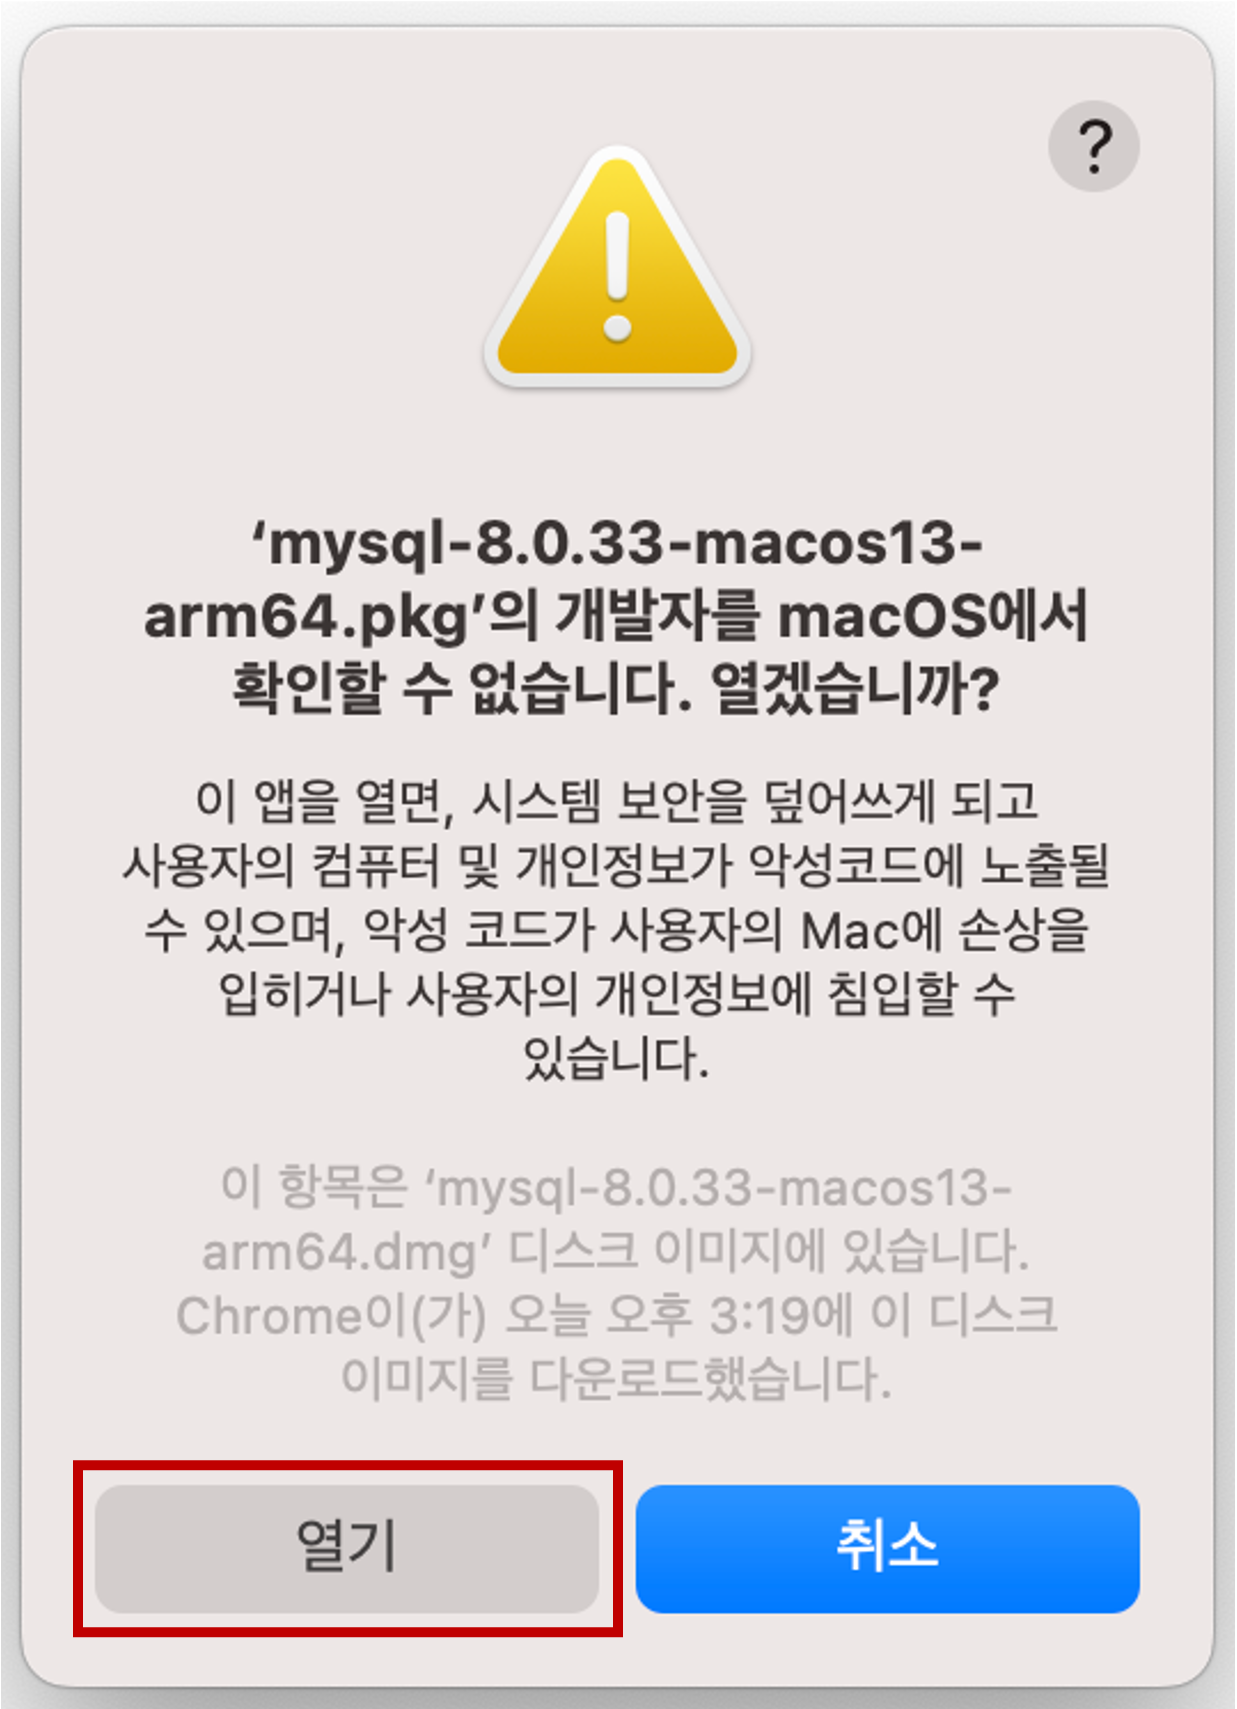 ?
‘mysql-8.0.33-macos13-
arm64.pkg’의 개발자를 macOS에서
확인할 수 없습니다. 열겠습니까?
이 앱을 열면, 시스템 보안을 덮어쓰게 되고
사용자의 컴퓨터 및 개인정보가 악성코드에 노출될
수 있으며, 악성 코드가 사용자의 Mac에 손상을
입히거나 사용자의 개인정보에 침입할 수
있습니다.
이 항목은 ‘mysql-8.0.33-macos13-
arm64.dmg’ 디스크 이미지에 있습니다.
Chrome이(가) 오늘 오후 3:19에 이 디스크
이미지를 다운로드했습니다.
열기
취소